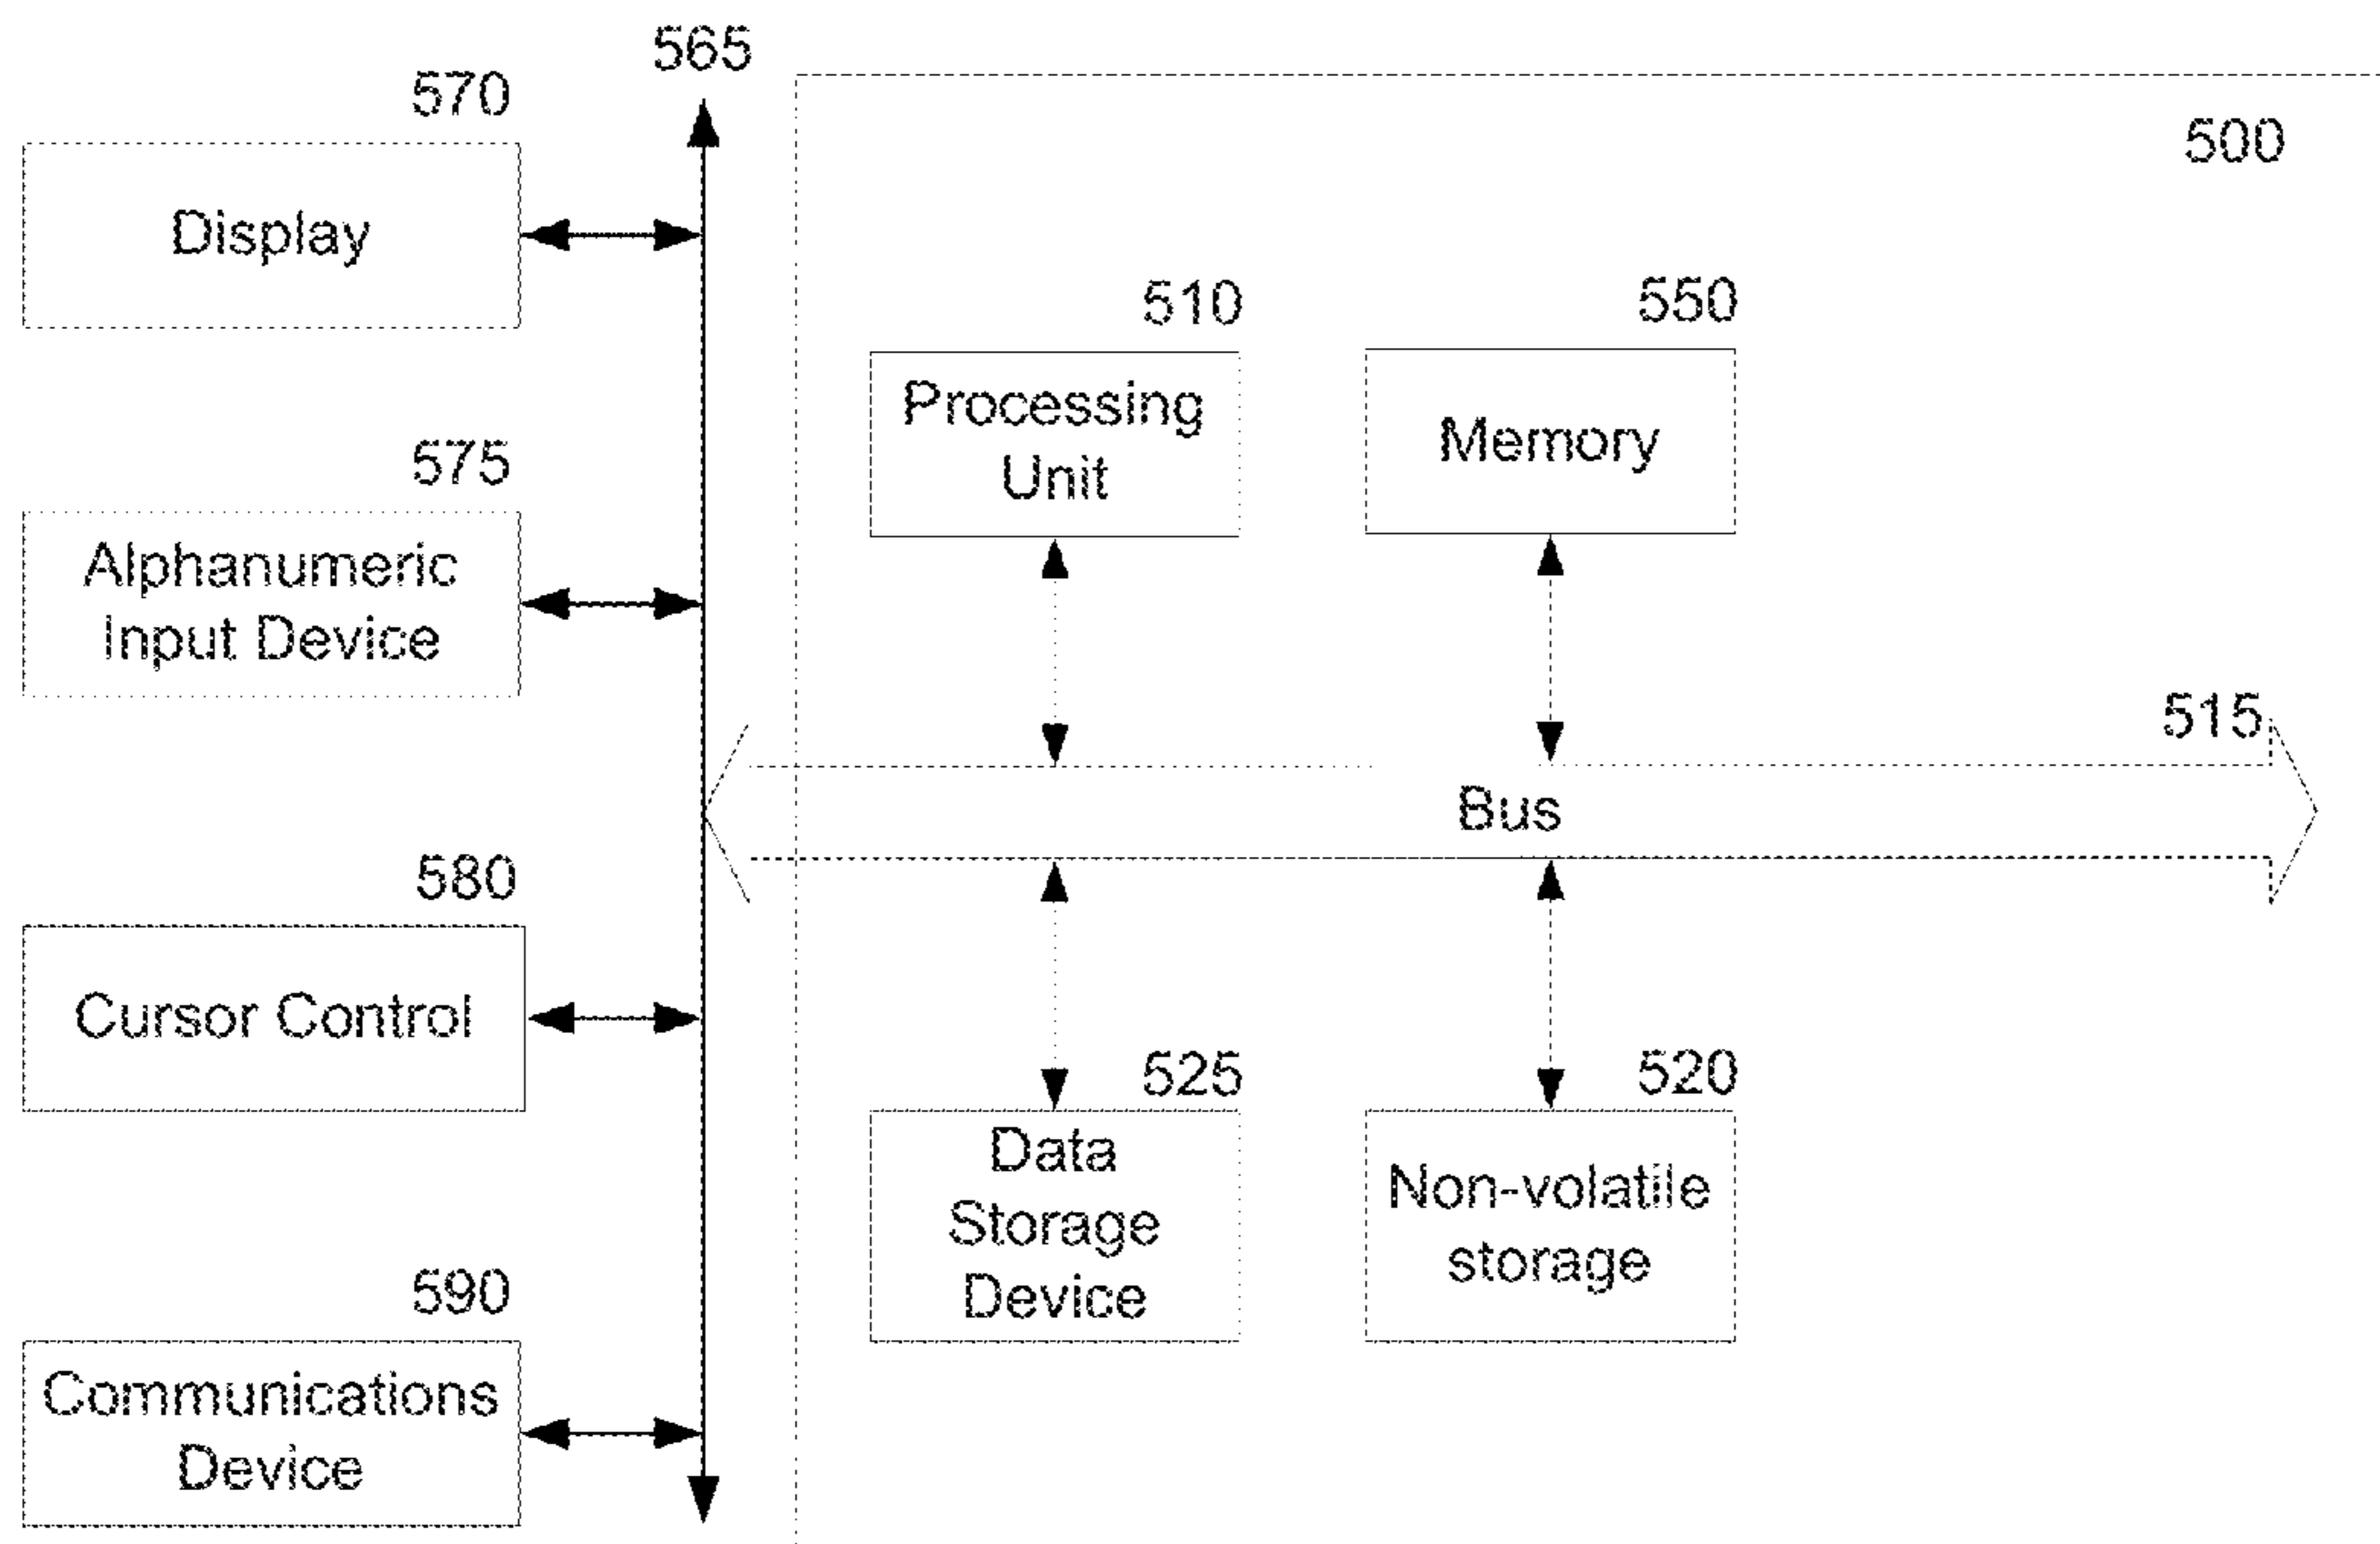 565
570
Display
500
510
Processing
Unit
550
Memory
575
Alphanumeric
Input Device
515
Bus
580
Cursor Control
525
Data
Storage
Device
520
Non-volatile
storage
590
Communications
Device